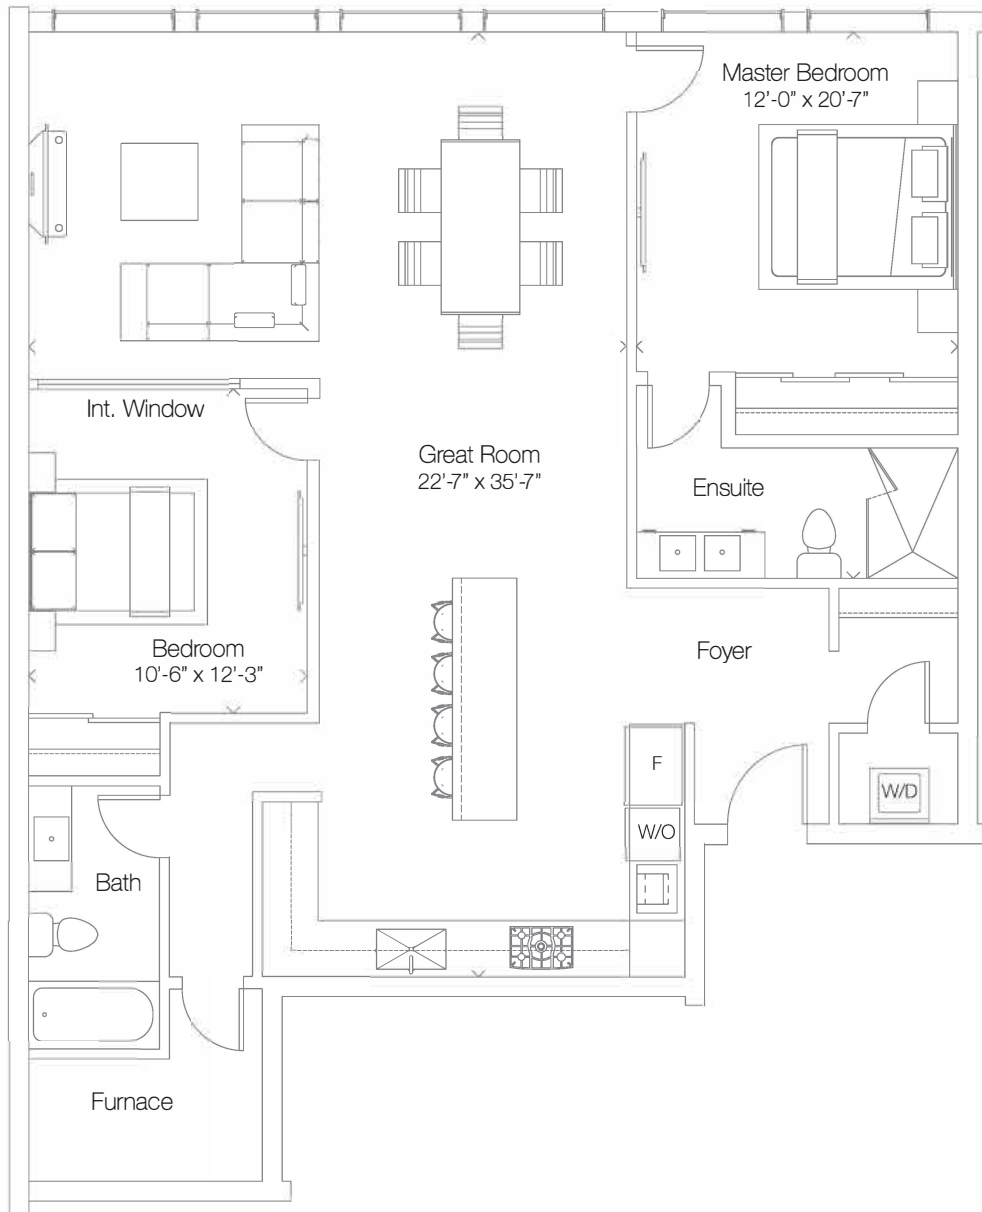 Master Bedroom
12'-0" x 20'-7"
Int. Window
Great Room
22'-7" x 35'-7"
Ensuite
Bedroom
10'-6" x 12'-3"
Foyer
F
W/D
W/O
Bath
Furnace